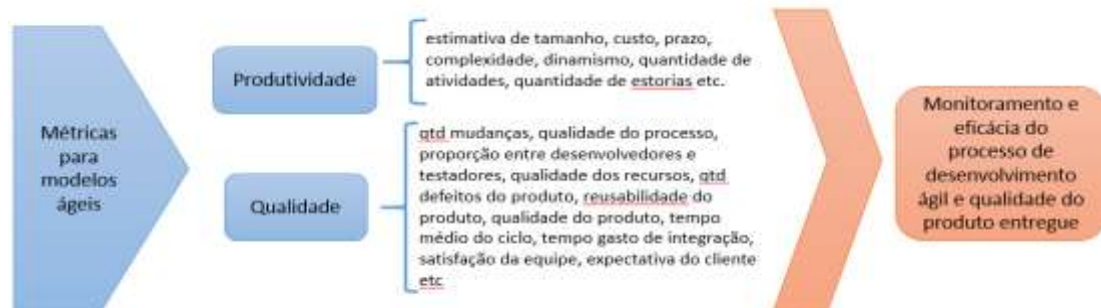 Métricas
para
modelos
ágeis
Produtividade
estimativa de tamanho, custo, prazo,
complexidade, dinamismo, quantidade de
atividades, quantidade de estorias etc.
Qualidade
qtd mudanças, qualidade do processo,
proporção entre desenvolvedores e
testadores, qualidade dos recursos, qtd
defeitos do produto, reusabilidade do
produto, qualidade do produto, tempo
médio do ciclo, tempo gasto de integração,
satisfação da equipe, expectativa do cliente
etc
Monitoramento e
eficácia do
processo de
desenvolvimento
ágil e qualidade do
produto entregue